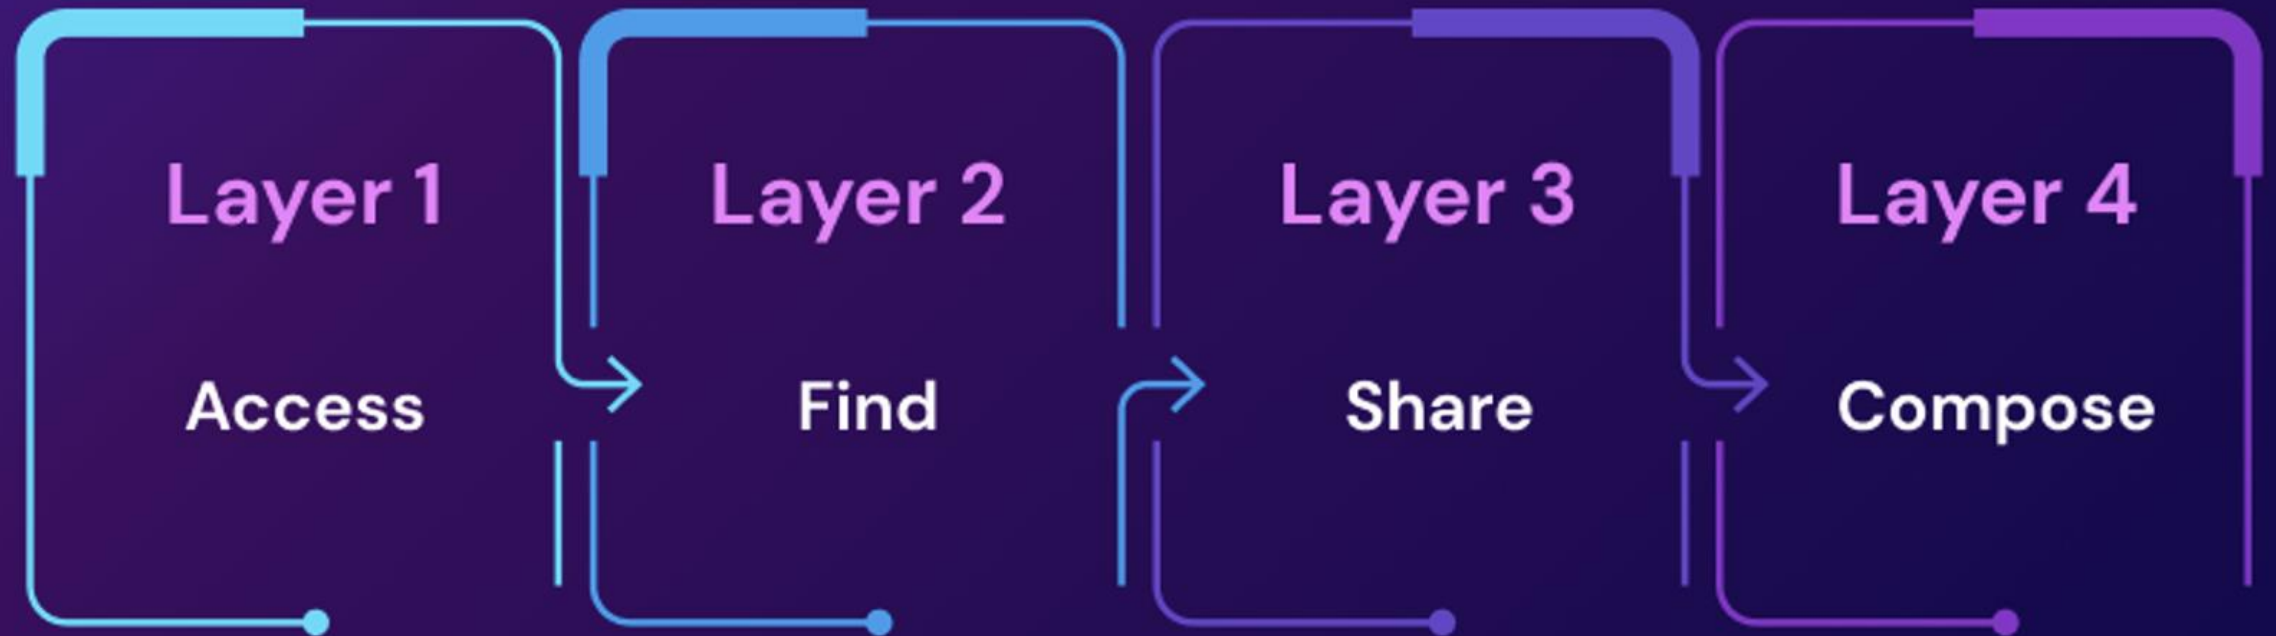 Layer 1
Access
Layer 2
Find
Layer 3
Share
Layer 4
Compose